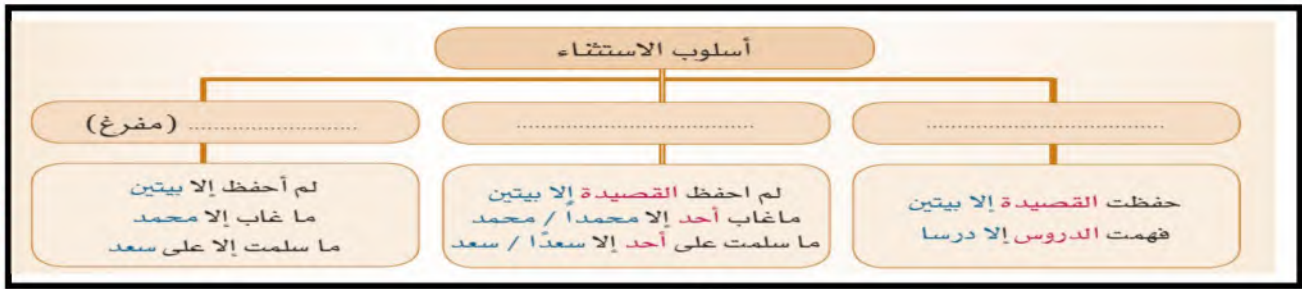 أسلوب الاستثناء
........................................
........................................
............................ (مفرغ)
حفظت القصيدة إلا بيتين
فهمت الدروس إلا درسا
لم احفظ القصيدة إلا بيتين
ماغاب أحد إلا محمداً / محمد
ما سلمت على أحد إلا سعدًا / سعد
لم أحفظ إلا بيتين
ما غاب إلا محمد
ما سلمت إلا على سعد